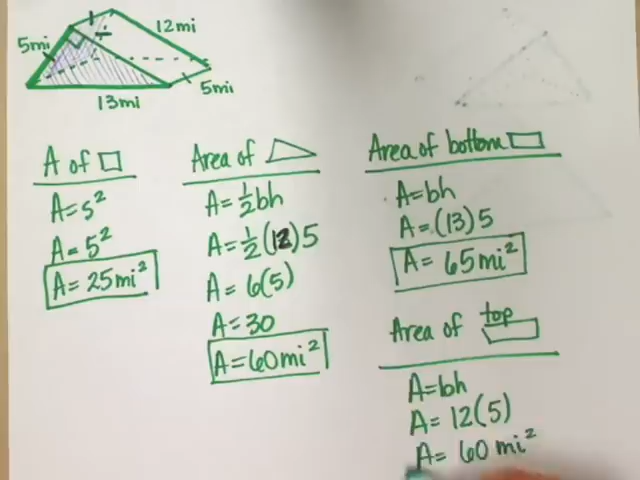 12mi
5mi
5mi
13mi
A of
A = s²
A = 5²
A = 25mi²
Area of
A = ½bh
A = ½(12)5
A = 6(5)
A = 30
A = 60mi²
Area of bottom
A = bh
A = (13)5
A = 65mi²
Area of top
A = bh
A = 12(5)
A = 60 mi²